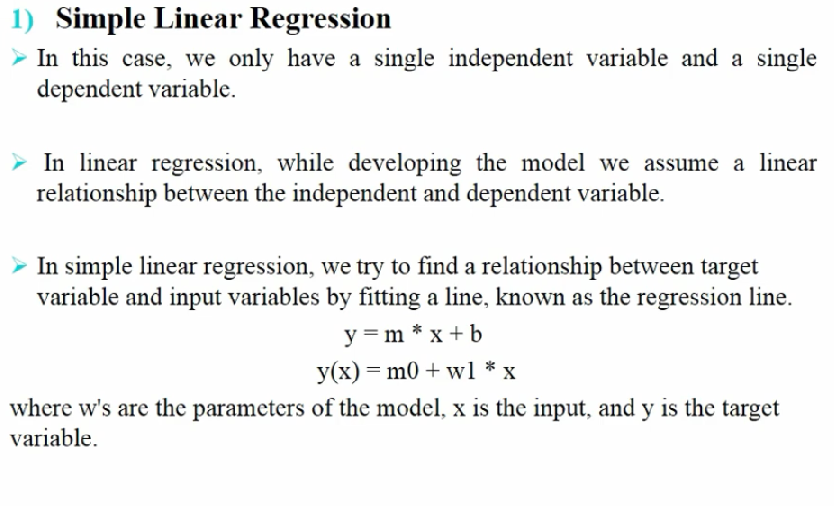 1) Simple Linear Regression
➢ In this case, we only have a single independent variable and a single
dependent variable.
➢ In linear regression, while developing the model we assume a linear
relationship between the independent and dependent variable.
➢ In simple linear regression, we try to find a relationship between target
variable and input variables by fitting a line, known as the regression line.
y = m * x + b
y(x) = m0 + w1 * x
where w's are the parameters of the model, x is the input, and y is the target
variable.